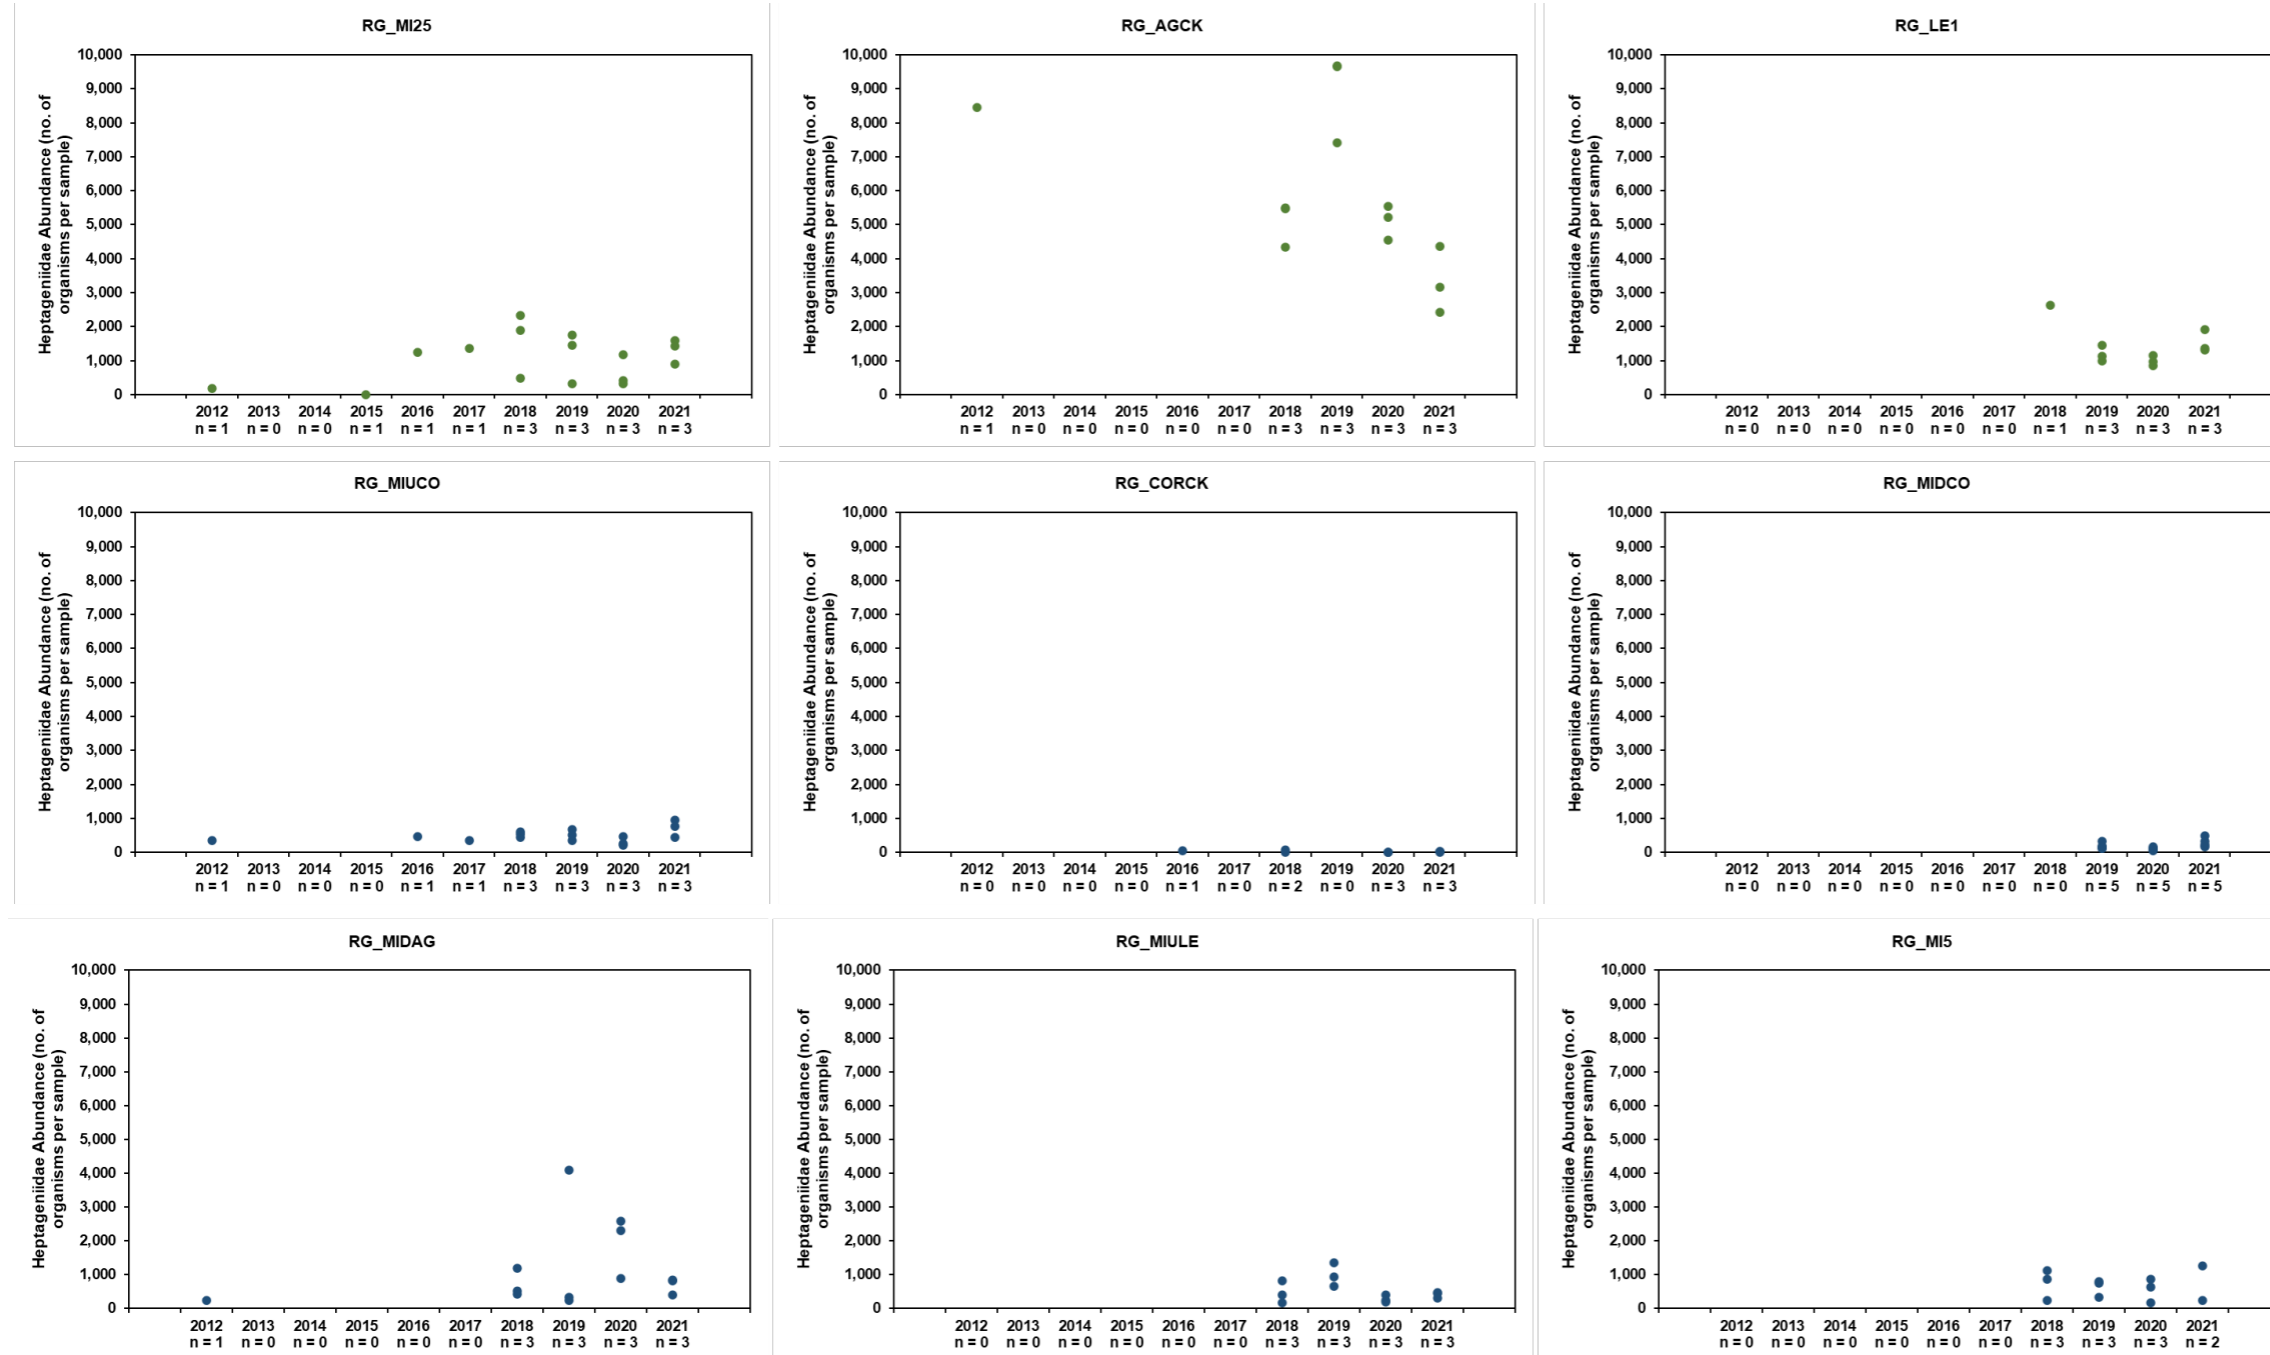 RG_MI25
Heptageniidae Abundance (no. of
organisms per sample)
10,000
9,000
8,000
7,000
6,000
5,000
4,000
3,000
2,000
1,000
0
2012 2013 2014 2015 2016 2017 2018 2019 2020 2021
n = 1 n = 0 n = 0 n = 1 n = 1 n = 1 n = 3 n = 3 n = 3 n = 3
RG_AGCK
Heptageniidae Abundance (no. of
organisms per sample)
10,000
9,000
8,000
7,000
6,000
5,000
4,000
3,000
2,000
1,000
0
2012 2013 2014 2015 2016 2017 2018 2019 2020 2021
n = 1 n = 0 n = 0 n = 0 n = 0 n = 0 n = 3 n = 3 n = 3 n = 3
RG_LE1
Heptageniidae Abundance (no. of
organisms per sample)
10,000
9,000
8,000
7,000
6,000
5,000
4,000
3,000
2,000
1,000
0
2012 2013 2014 2015 2016 2017 2018 2019 2020 2021
n = 0 n = 0 n = 0 n = 0 n = 0 n = 0 n = 1 n = 3 n = 3 n = 3
RG_MIUCO
Heptageniidae Abundance (no. of
organisms per sample)
10,000
9,000
8,000
7,000
6,000
5,000
4,000
3,000
2,000
1,000
0
2012 2013 2014 2015 2016 2017 2018 2019 2020 2021
n = 1 n = 0 n = 0 n = 0 n = 1 n = 1 n = 3 n = 3 n = 3 n = 3
RG_CORCK
Heptageniidae Abundance (no. of
organisms per sample)
10,000
9,000
8,000
7,000
6,000
5,000
4,000
3,000
2,000
1,000
0
2012 2013 2014 2015 2016 2017 2018 2019 2020 2021
n = 0 n = 0 n = 0 n = 0 n = 1 n = 0 n = 2 n = 0 n = 3 n = 3
RG_MIDCO
Heptageniidae Abundance (no. of
organisms per sample)
10,000
9,000
8,000
7,000
6,000
5,000
4,000
3,000
2,000
1,000
0
2012 2013 2014 2015 2016 2017 2018 2019 2020 2021
n = 0 n = 0 n = 0 n = 0 n = 0 n = 0 n = 0 n = 5 n = 5 n = 5
RG_MIDAG
Heptageniidae Abundance (no. of
organisms per sample)
10,000
9,000
8,000
7,000
6,000
5,000
4,000
3,000
2,000
1,000
0
2012 2013 2014 2015 2016 2017 2018 2019 2020 2021
n = 1 n = 0 n = 0 n = 0 n = 0 n = 0 n = 3 n = 3 n = 3 n = 3
RG_MIULE
Heptageniidae Abundance (no. of
organisms per sample)
10,000
9,000
8,000
7,000
6,000
5,000
4,000
3,000
2,000
1,000
0
2012 2013 2014 2015 2016 2017 2018 2019 2020 2021
n = 0 n = 0 n = 0 n = 0 n = 0 n = 0 n = 3 n = 3 n = 3 n = 3
RG_MI5
Heptageniidae Abundance (no. of
organisms per sample)
10,000
9,000
8,000
7,000
6,000
5,000
4,000
3,000
2,000
1,000
0
2012 2013 2014 2015 2016 2017 2018 2019 2020 2021
n = 0 n = 0 n = 0 n = 0 n = 0 n = 0 n = 3 n = 3 n = 3 n = 2